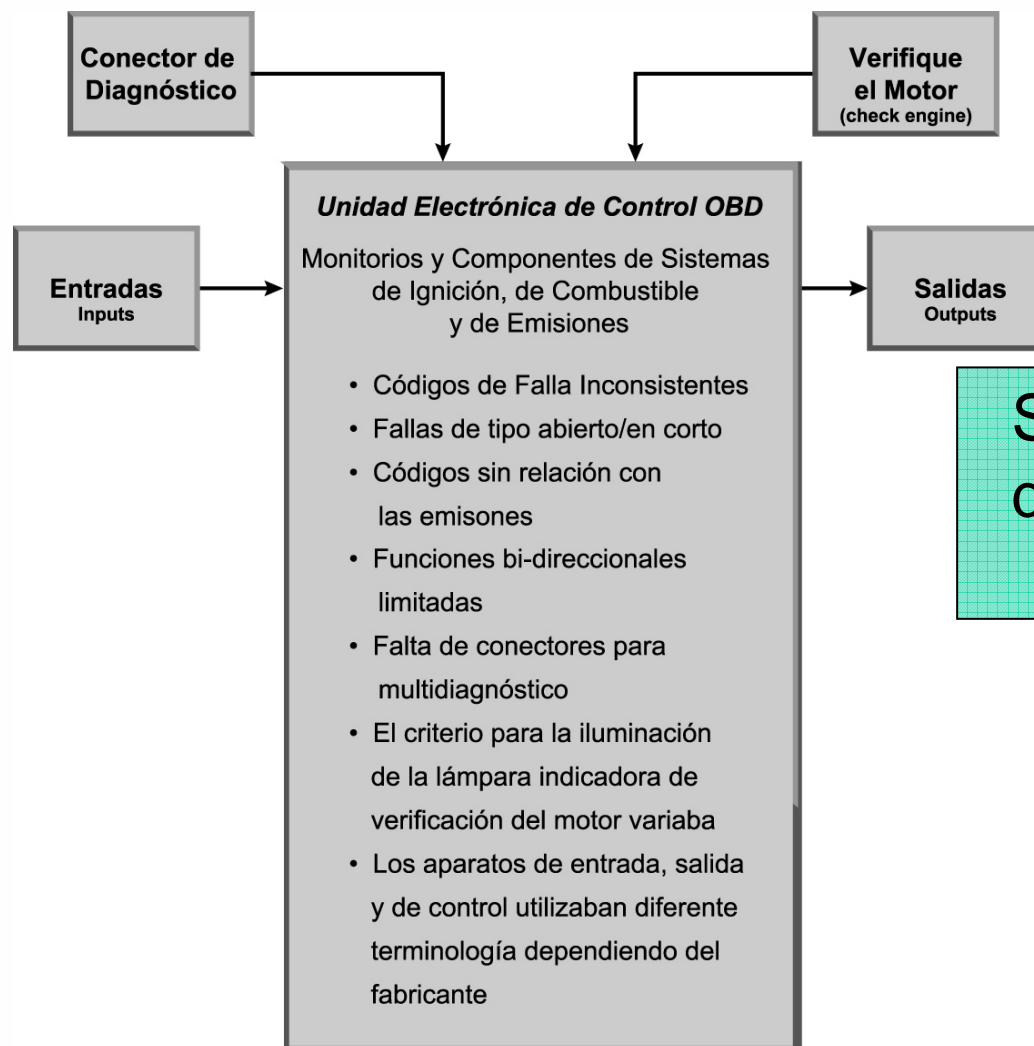 Conector de
Diagnóstico
Verifique
el Motor
(check engine)
Unidad Electrónica de Control OBD
Monitorios y Componentes de Sistemas
de Ignición, de Combustible
y de Emisiones
Entradas
Inputs
Salidas
Outputs
• Códigos de Falla Inconsistentes
• Fallas de tipo abierto/en corto
• Códigos sin relación con
las emisones
• Funciones bi-direccionales
limitadas
• Falta de conectores para
multidiagnóstico
• El criterio para la iluminación
de la lámpara indicadora de
verificación del motor variaba
• Los aparatos de entrada, salida
y de control utilizaban diferente
terminología dependiendo del
fabricante